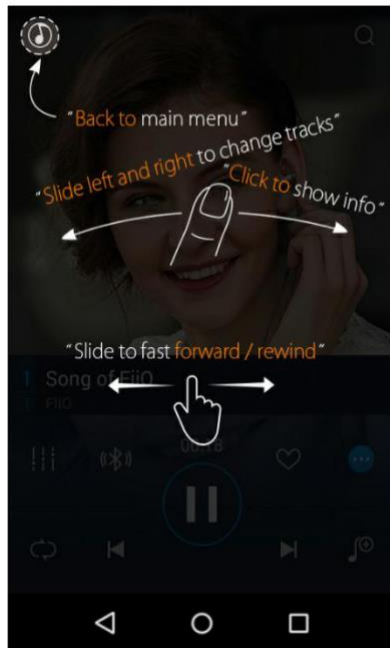 “Back to main menu”
“Slide left and right to change tracks”
“Click to show info”
“Slide to fast forward / rewind”
1 Song of FiiO
FIIO
00:18